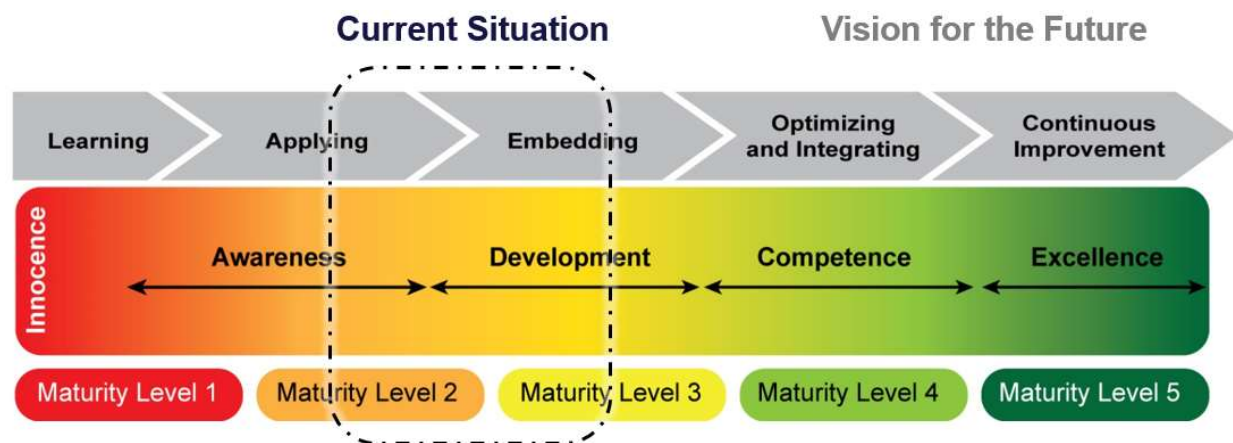 Current Situation
Vision for the Future
Learning
Applying
Embedding
Optimizing
and Integrating
Continuous
Improvement
Innocence
Awareness
Development
Competence
Excellence
Maturity Level 1
Maturity Level 2
Maturity Level 3
Maturity Level 4
Maturity Level 5